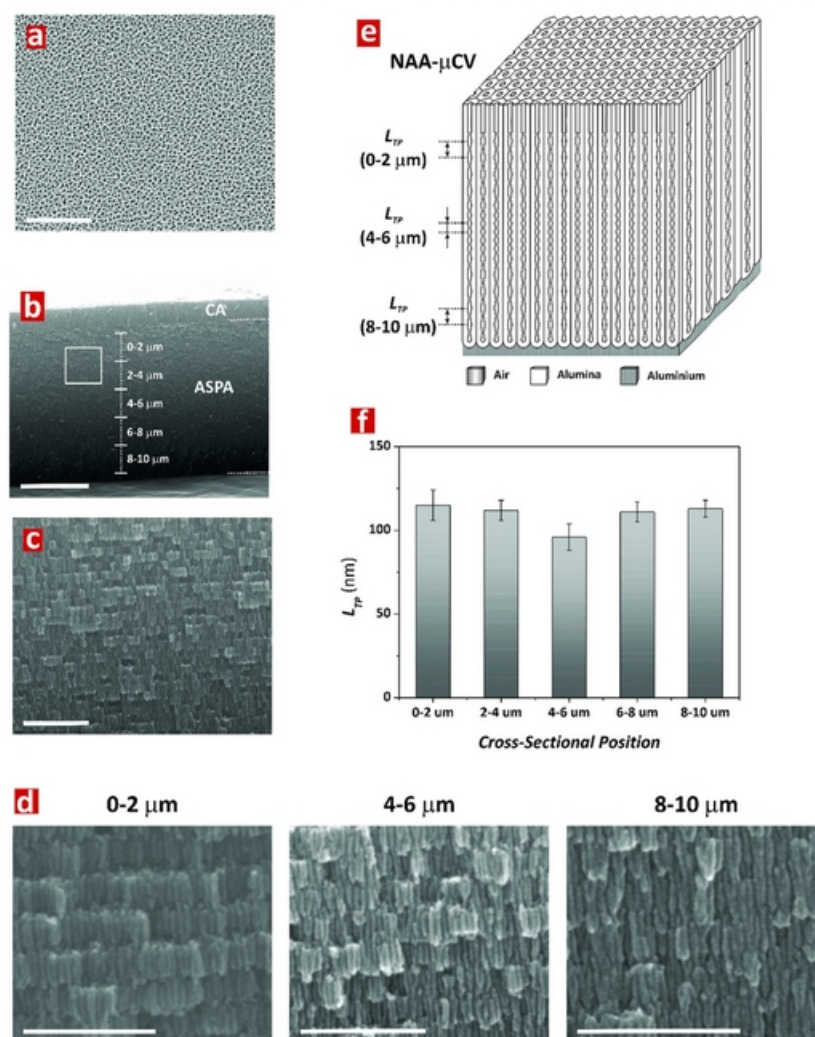 a
b
CA
0-2 μm
2-4 μm
ASPA
4-6 μm
6-8 μm
8-10 μm
c
e
NAA-μCV
L_TP
(0-2 μm)
L_TP
(4-6 μm)
L_TP
(8-10 μm)
Air Alumina Aluminium
f
150
100
50
0
L_TP (nm)
0-2 um 2-4 um 4-6 um 6-8 um 8-10 um
Cross-Sectional Position
d
0-2 μm 4-6 μm 8-10 μm